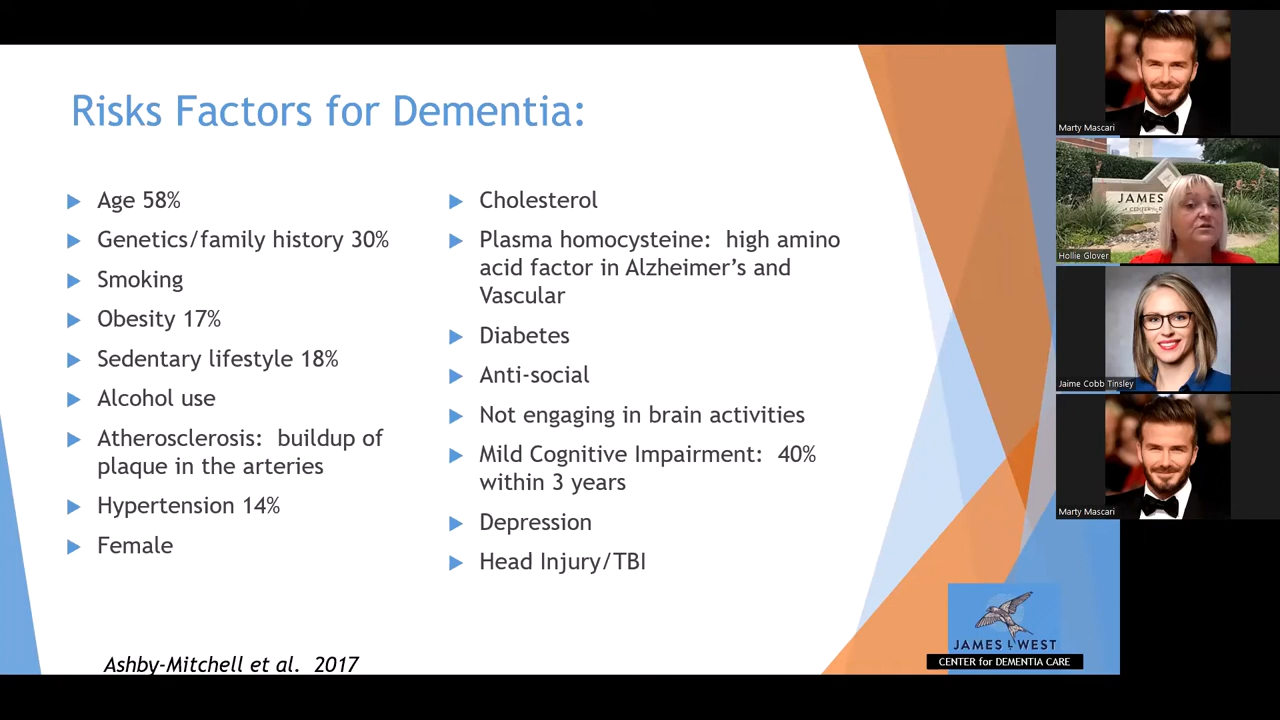 Risks Factors for Dementia:
Age 58%
Genetics/family history 30%
Smoking
Obesity 17%
Sedentary lifestyle 18%
Alcohol use
Atherosclerosis: buildup of
plaque in the arteries
Hypertension 14%
Female
Cholesterol
Plasma homocysteine: high amino
acid factor in Alzheimer's and
Vascular
Diabetes
Anti-social
Not engaging in brain activities
Mild Cognitive Impairment: 40%
within 3 years
Depression
Head Injury/TBI
Ashby-Mitchell et al. 2017
JAMES L WEST
CENTER for DEMENTIA CARE
Marty Mascari
JAMES
Hollie Glover
Jaime Cobb Tinsley
Marty Mascari